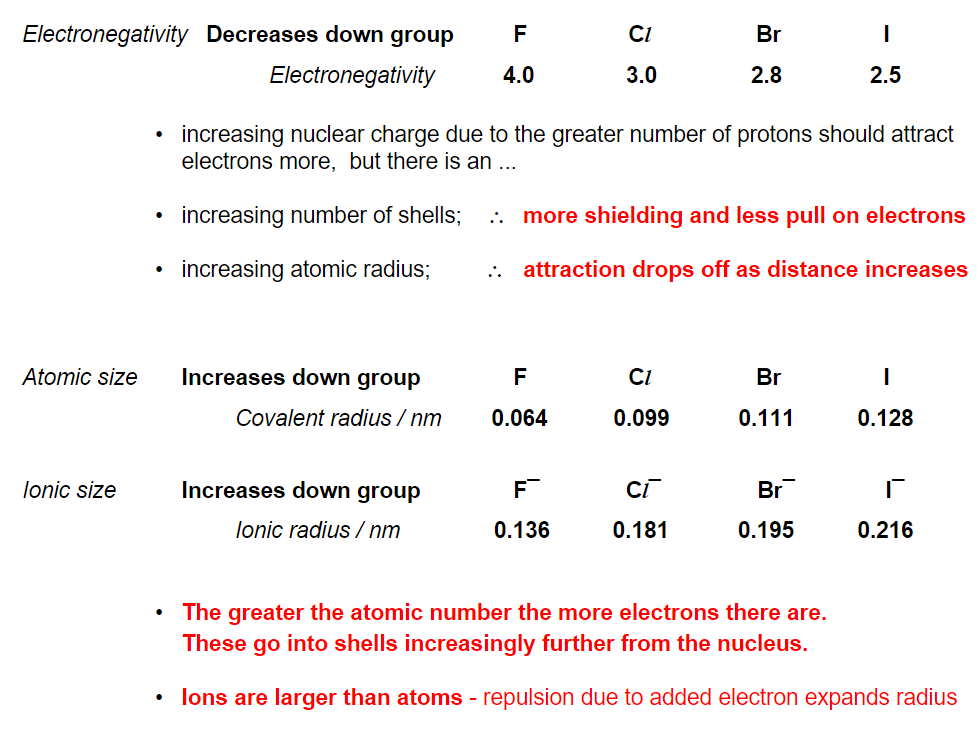 Electronegativity Decreases down group F Cl Br I
Electronegativity 4.0 3.0 2.8 2.5
• increasing nuclear charge due to the greater number of protons should attract
electrons more, but there is an ...
• increasing number of shells; ∴ more shielding and less pull on electrons
• increasing atomic radius; ∴ attraction drops off as distance increases
Atomic size Increases down group F Cl Br I
Covalent radius / nm 0.064 0.099 0.111 0.128
Ionic size Increases down group F¯ Cl¯ Br¯ I¯
Ionic radius / nm 0.136 0.181 0.195 0.216
• The greater the atomic number the more electrons there are.
These go into shells increasingly further from the nucleus.
• Ions are larger than atoms - repulsion due to added electron expands radius